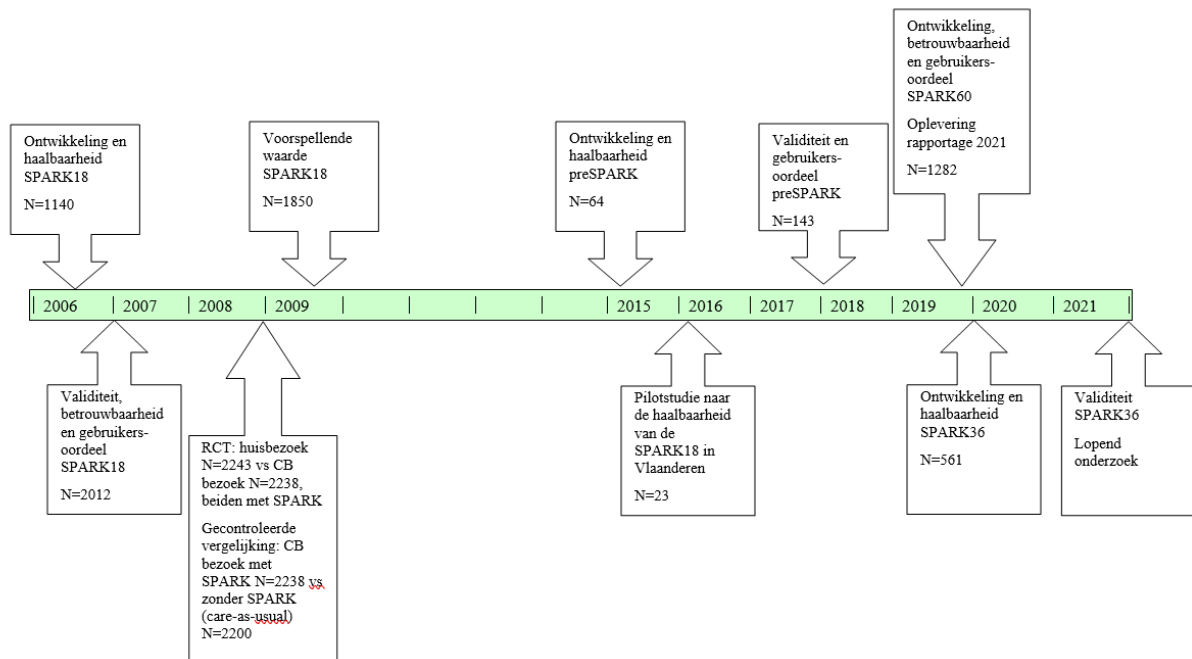 Ontwikkeling en
haalbaarheid
SPARK18
N=1140
Voorspellende
waarde
SPARK18
N=1850
Ontwikkeling en
haalbaarheid
preSPARK
N=64
Validiteit en
gebruikers-
oordeel
preSPARK
N=143
Ontwikkeling,
betrouwbaarheid
en gebruikers-
oordeel
SPARK60
Oplevering
rapportage 2021
N=1282
2006 2007 2008 2009 2015 2016 2017 2018 2019 2020 2021
Validiteit,
betrouwbaarheid
en gebruikers-
oordeel
SPARK18
N=2012
RCT: huisbezoek
N=2243 vs CB
bezoek N=2238,
beiden met SPARK
Gecontroleerde
vergelijking: CB
bezoek met
SPARK N=2238 vs
zonder SPARK
(care-as-usual)
N=2200
Pilotstudie naar
de haalbaarheid
van de
SPARK18 in
Vlaanderen
N=23
Ontwikkeling en
haalbaarheid
SPARK36
N=561
Validiteit
SPARK36
Lopend
onderzoek